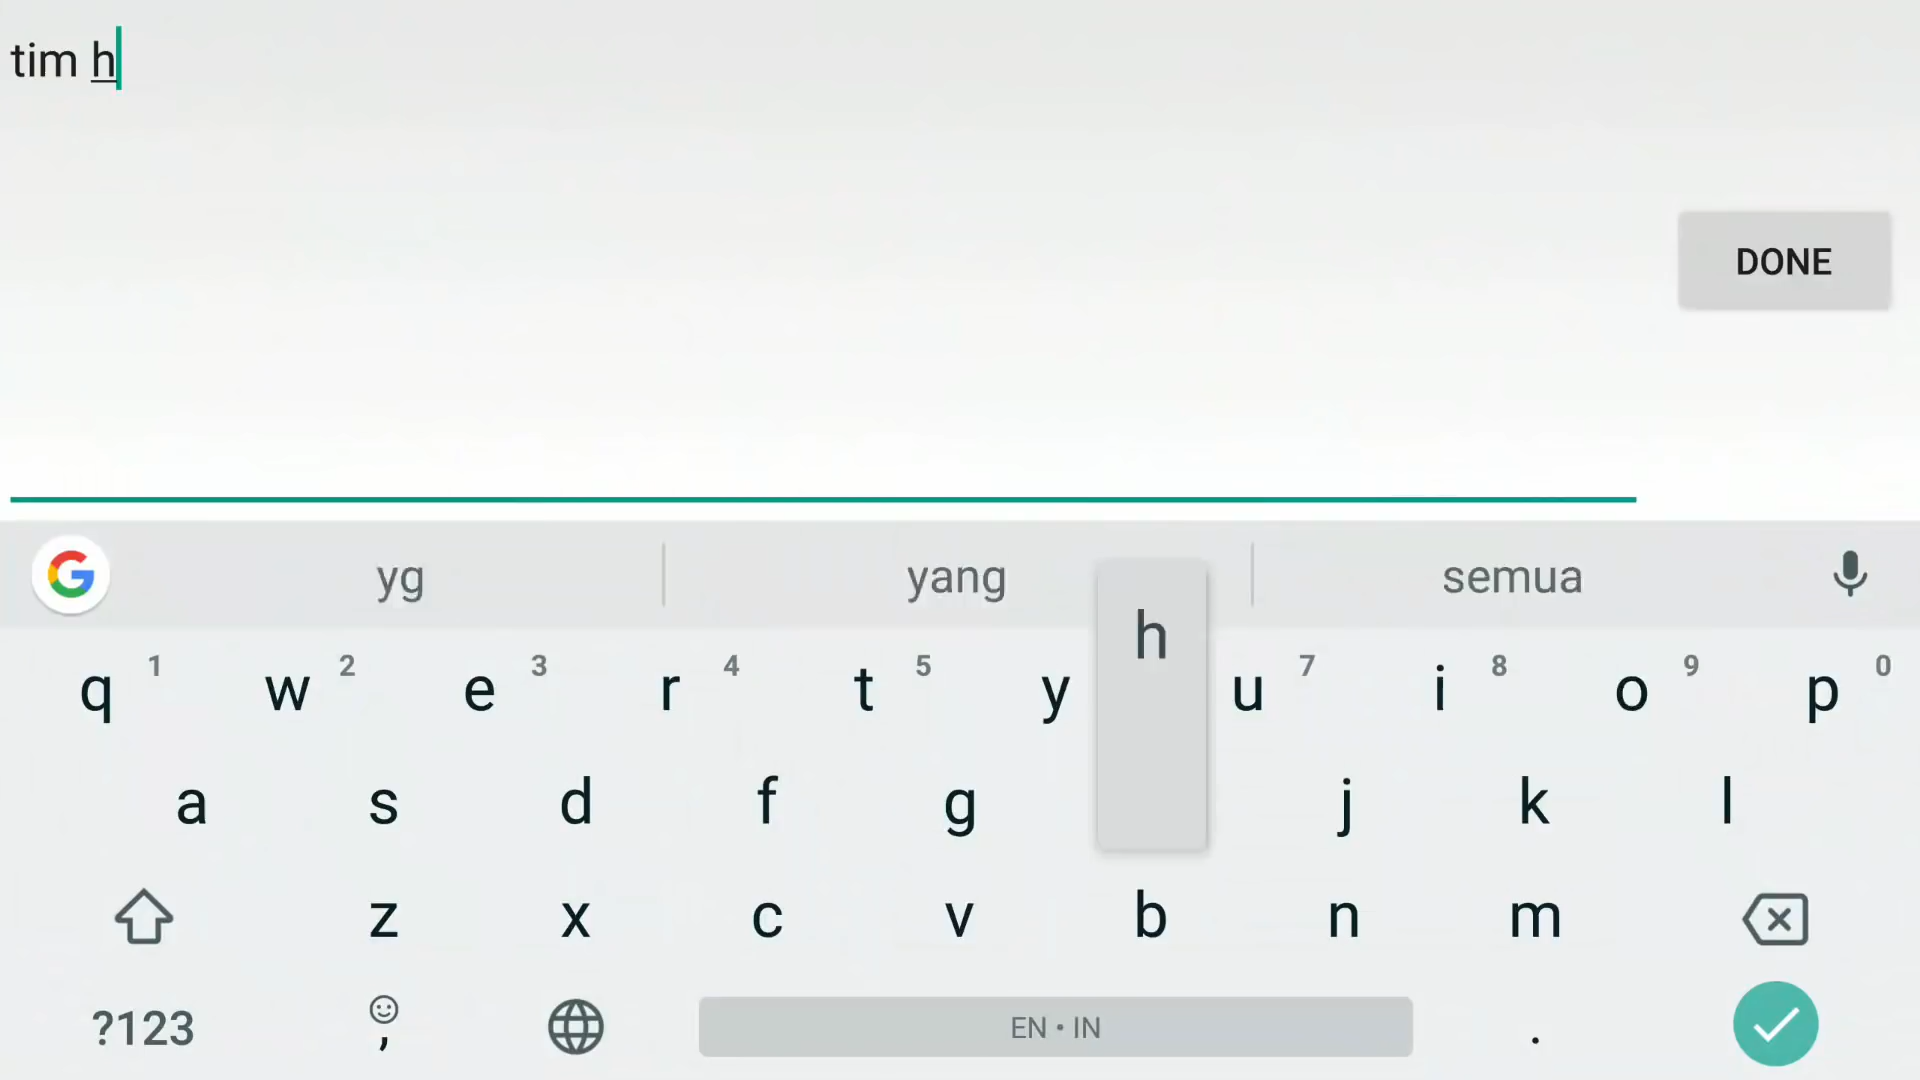 tim h
DONE
yg yang semua
h
q 1 w 2 e 3 r 4 t 5 y u 7 i 8 o 9 p 0
a s d f g j k l
z x c v b n m
?123 , EN • IN .